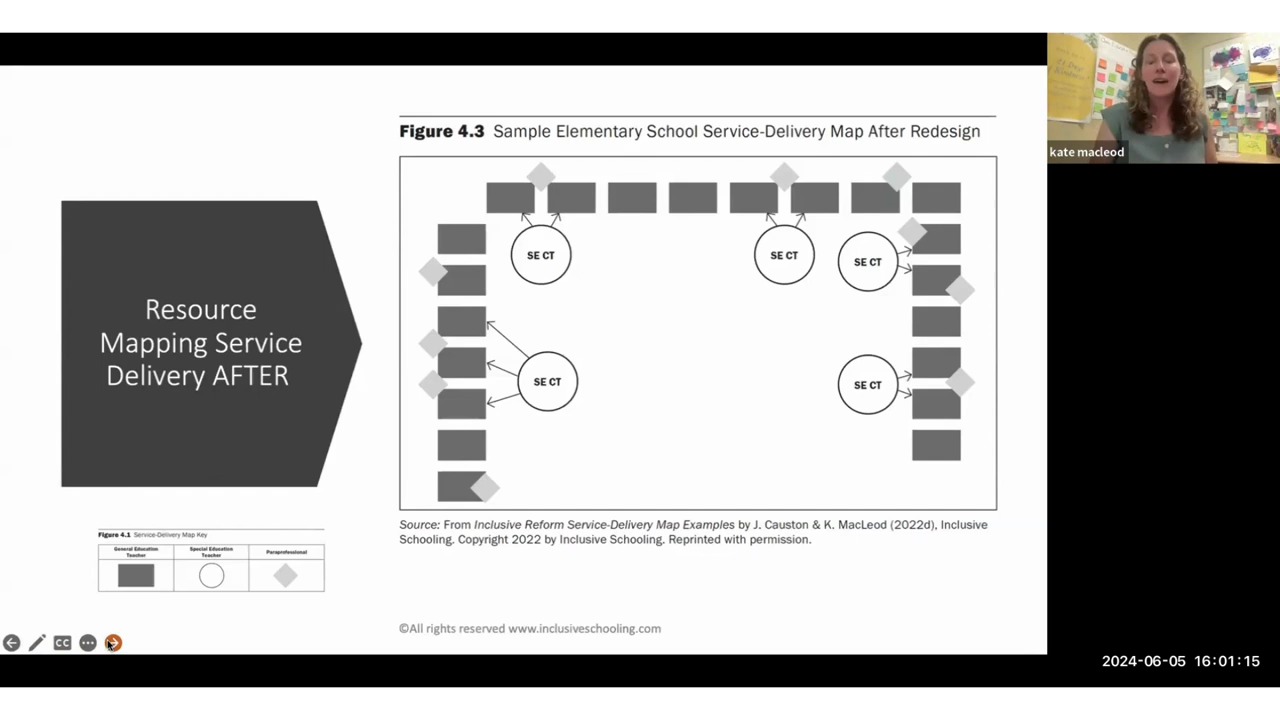 Figure 4.3 Sample Elementary School Service-Delivery Map After Redesign
kate macleod
SE CT
SE CT
SE CT
SE CT
SE CT
Resource
Mapping Service
Delivery AFTER
Source: From Inclusive Reform Service-Delivery Map Examples by J. Causton & K. MacLeod (2022d), Inclusive
Schooling. Copyright 2022 by Inclusive Schooling. Reprinted with permission.
Figure 4.1 Service-Delivery Map Key
General Education
Teacher
Special Education
Teacher
Paraprofessional
©All rights reserved www.inclusiveschooling.com
CC
2024-06-05 16:01:15